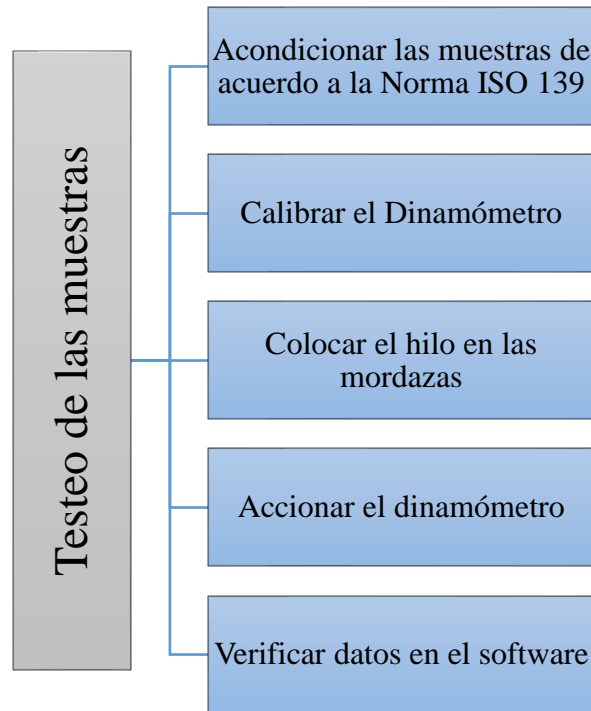 Testeo de las muestras
Acondicionar las muestras de
acuerdo a la Norma ISO 139
Calibrar el Dinamómetro
Colocar el hilo en las
mordazas
Accionar el dinamómetro
Verificar datos en el software